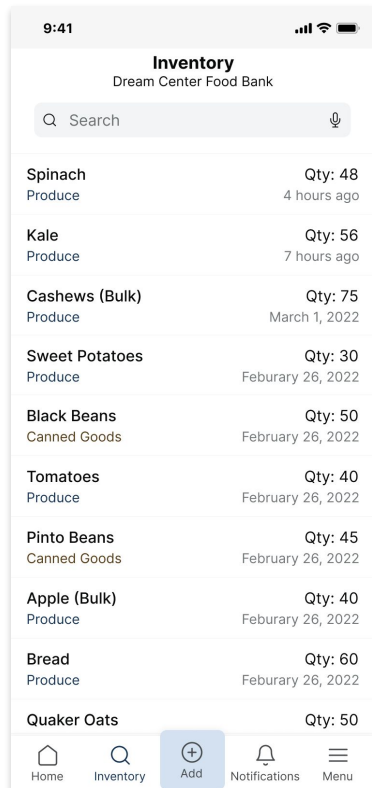 9:41
Inventory
Dream Center Food Bank
Search
Spinach Qty: 48
Produce 4 hours ago
Kale Qty: 56
Produce 7 hours ago
Cashews (Bulk) Qty: 75
Produce March 1, 2022
Sweet Potatoes Qty: 30
Produce Feburary 26, 2022
Black Beans Qty: 50
Canned Goods February 26, 2022
Tomatoes Qty: 40
Produce Feburary 26, 2022
Pinto Beans Qty: 45
Canned Goods February 26, 2022
Apple (Bulk) Qty: 40
Produce Feburary 26, 2022
Bread Qty: 60
Produce Feburary 26, 2022
Quaker Oats Qty: 50
Home Inventory Add Notifications Menu